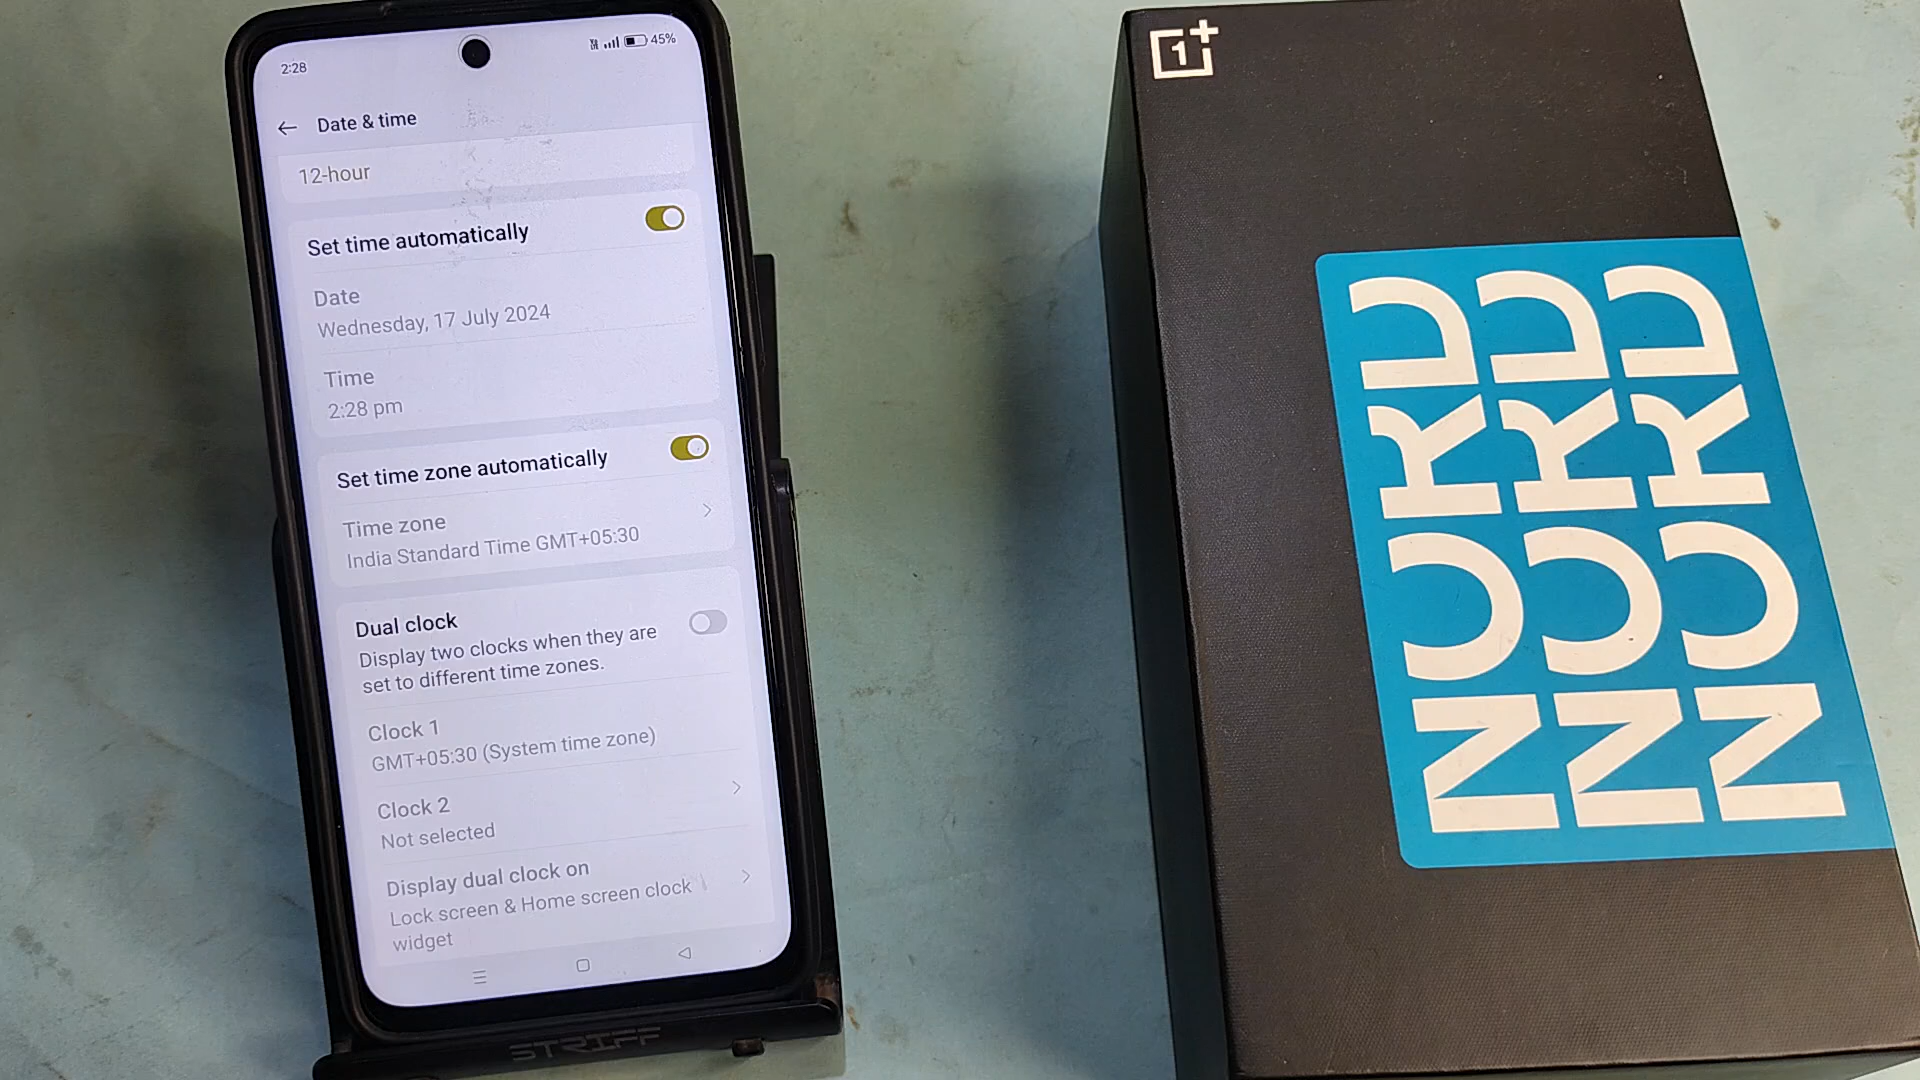 2:28
45%
Date & time
12-hour
Set time automatically
Date
Wednesday, 17 July 2024
Time
2:28 pm
Set time zone automatically
Time zone
India Standard Time GMT+05:30
Dual clock
Display two clocks when they are
set to different time zones.
Clock 1
GMT+05:30 (System time zone)
Clock 2
Not selected
Display dual clock on
Lock screen & Home screen clock
widget
STRIFF
1+
NORD
NORD
NORD